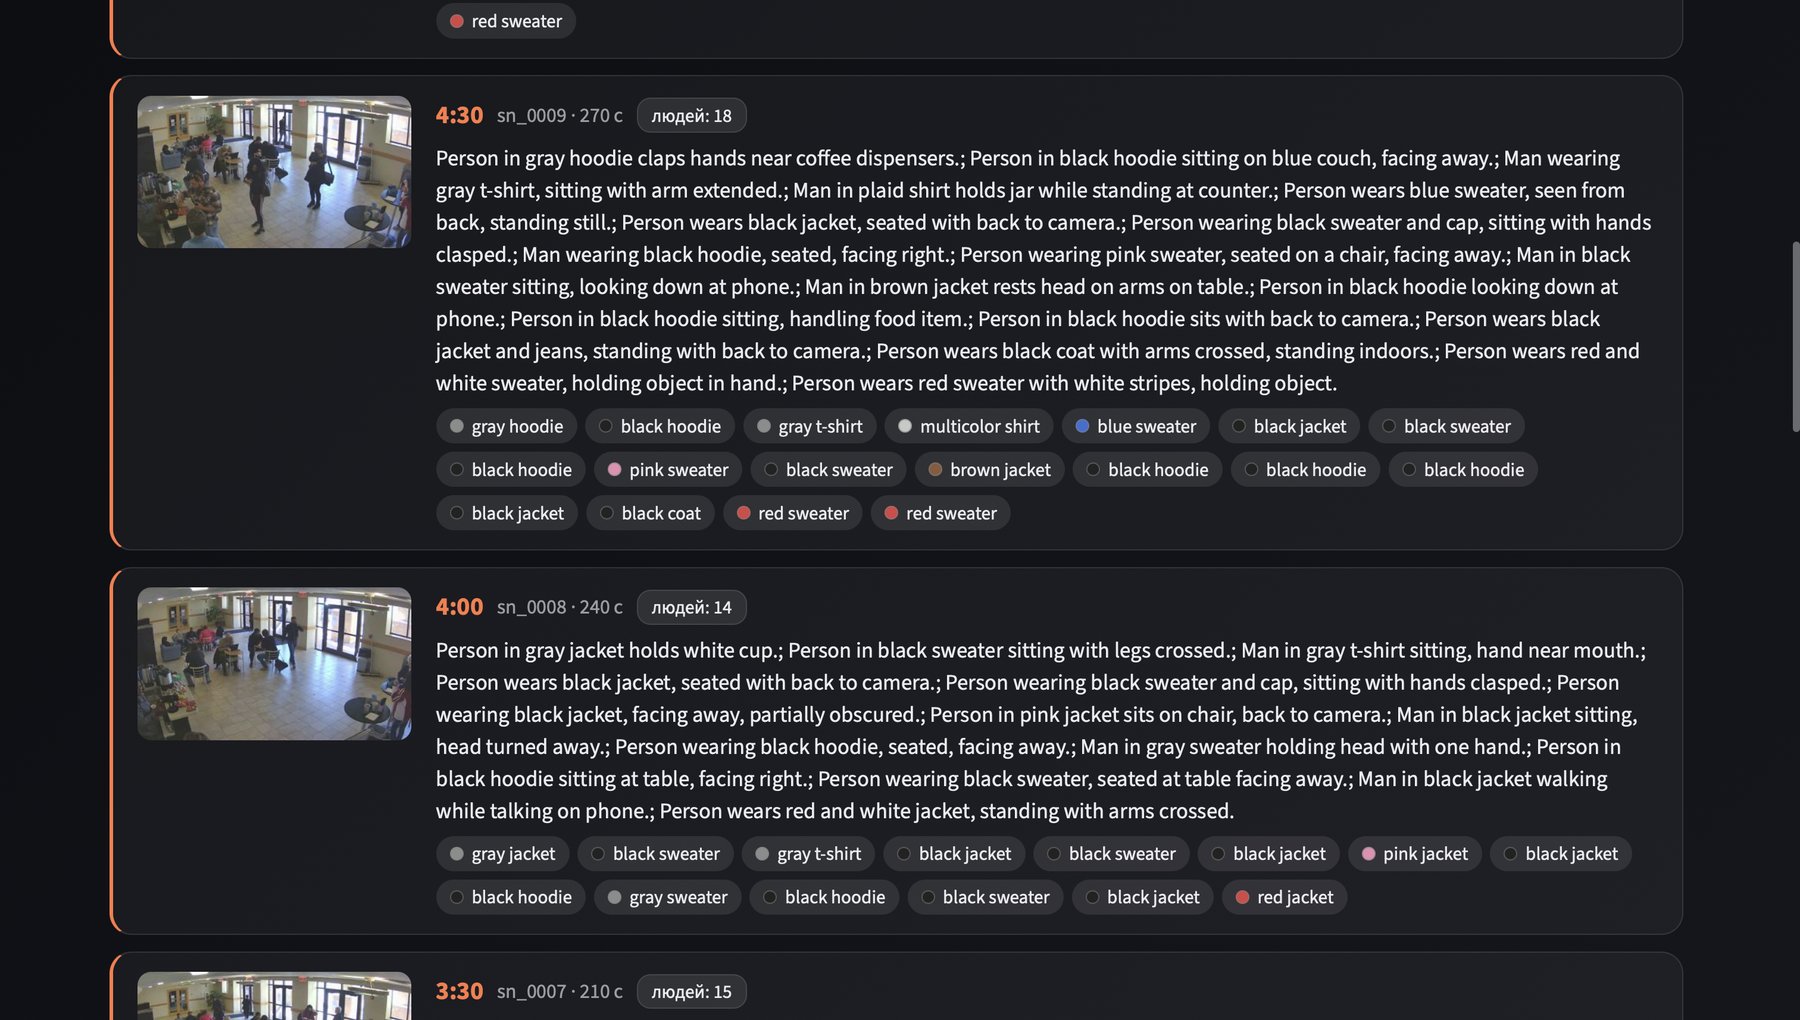 red sweater
4:30 sn_0009 · 270 с людей: 18
Person in gray hoodie claps hands near coffee dispensers.; Person in black hoodie sitting on blue couch, facing away.; Man wearing
gray t-shirt, sitting with arm extended.; Man in plaid shirt holds jar while standing at counter.; Person wears blue sweater, seen from
back, standing still.; Person wears black jacket, seated with back to camera.; Person wearing black sweater and cap, sitting with hands
clasped.; Man wearing black hoodie, seated, facing right.; Person wearing pink sweater, seated on a chair, facing away.; Man in black
sweater sitting, looking down at phone.; Man in brown jacket rests head on arms on table.; Person in black hoodie looking down at
phone.; Person in black hoodie sitting, handling food item.; Person in black hoodie sits with back to camera.; Person wears black
jacket and jeans, standing with back to camera.; Person wears black coat with arms crossed, standing indoors.; Person wears red and
white sweater, holding object in hand.; Person wears red sweater with white stripes, holding object.
gray hoodie black hoodie gray t-shirt multicolor shirt blue sweater black jacket black sweater
black hoodie pink sweater black sweater brown jacket black hoodie black hoodie black hoodie
black jacket black coat red sweater red sweater
4:00 sn_0008 · 240 с людей: 14
Person in gray jacket holds white cup.; Person in black sweater sitting with legs crossed.; Man in gray t-shirt sitting, hand near mouth.;
Person wears black jacket, seated with back to camera.; Person wearing black sweater and cap, sitting with hands clasped.; Person
wearing black jacket, facing away, partially obscured.; Person in pink jacket sits on chair, back to camera.; Man in black jacket sitting,
head turned away.; Person wearing black hoodie, seated, facing away.; Man in gray sweater holding head with one hand.; Person in
black hoodie sitting at table, facing right.; Person wearing black sweater, seated at table facing away.; Man in black jacket walking
while talking on phone.; Person wears red and white jacket, standing with arms crossed.
gray jacket black sweater gray t-shirt black jacket black sweater black jacket pink jacket black jacket
black hoodie gray sweater black hoodie black sweater black jacket red jacket
3:30 sn_0007 · 210 с людей: 15